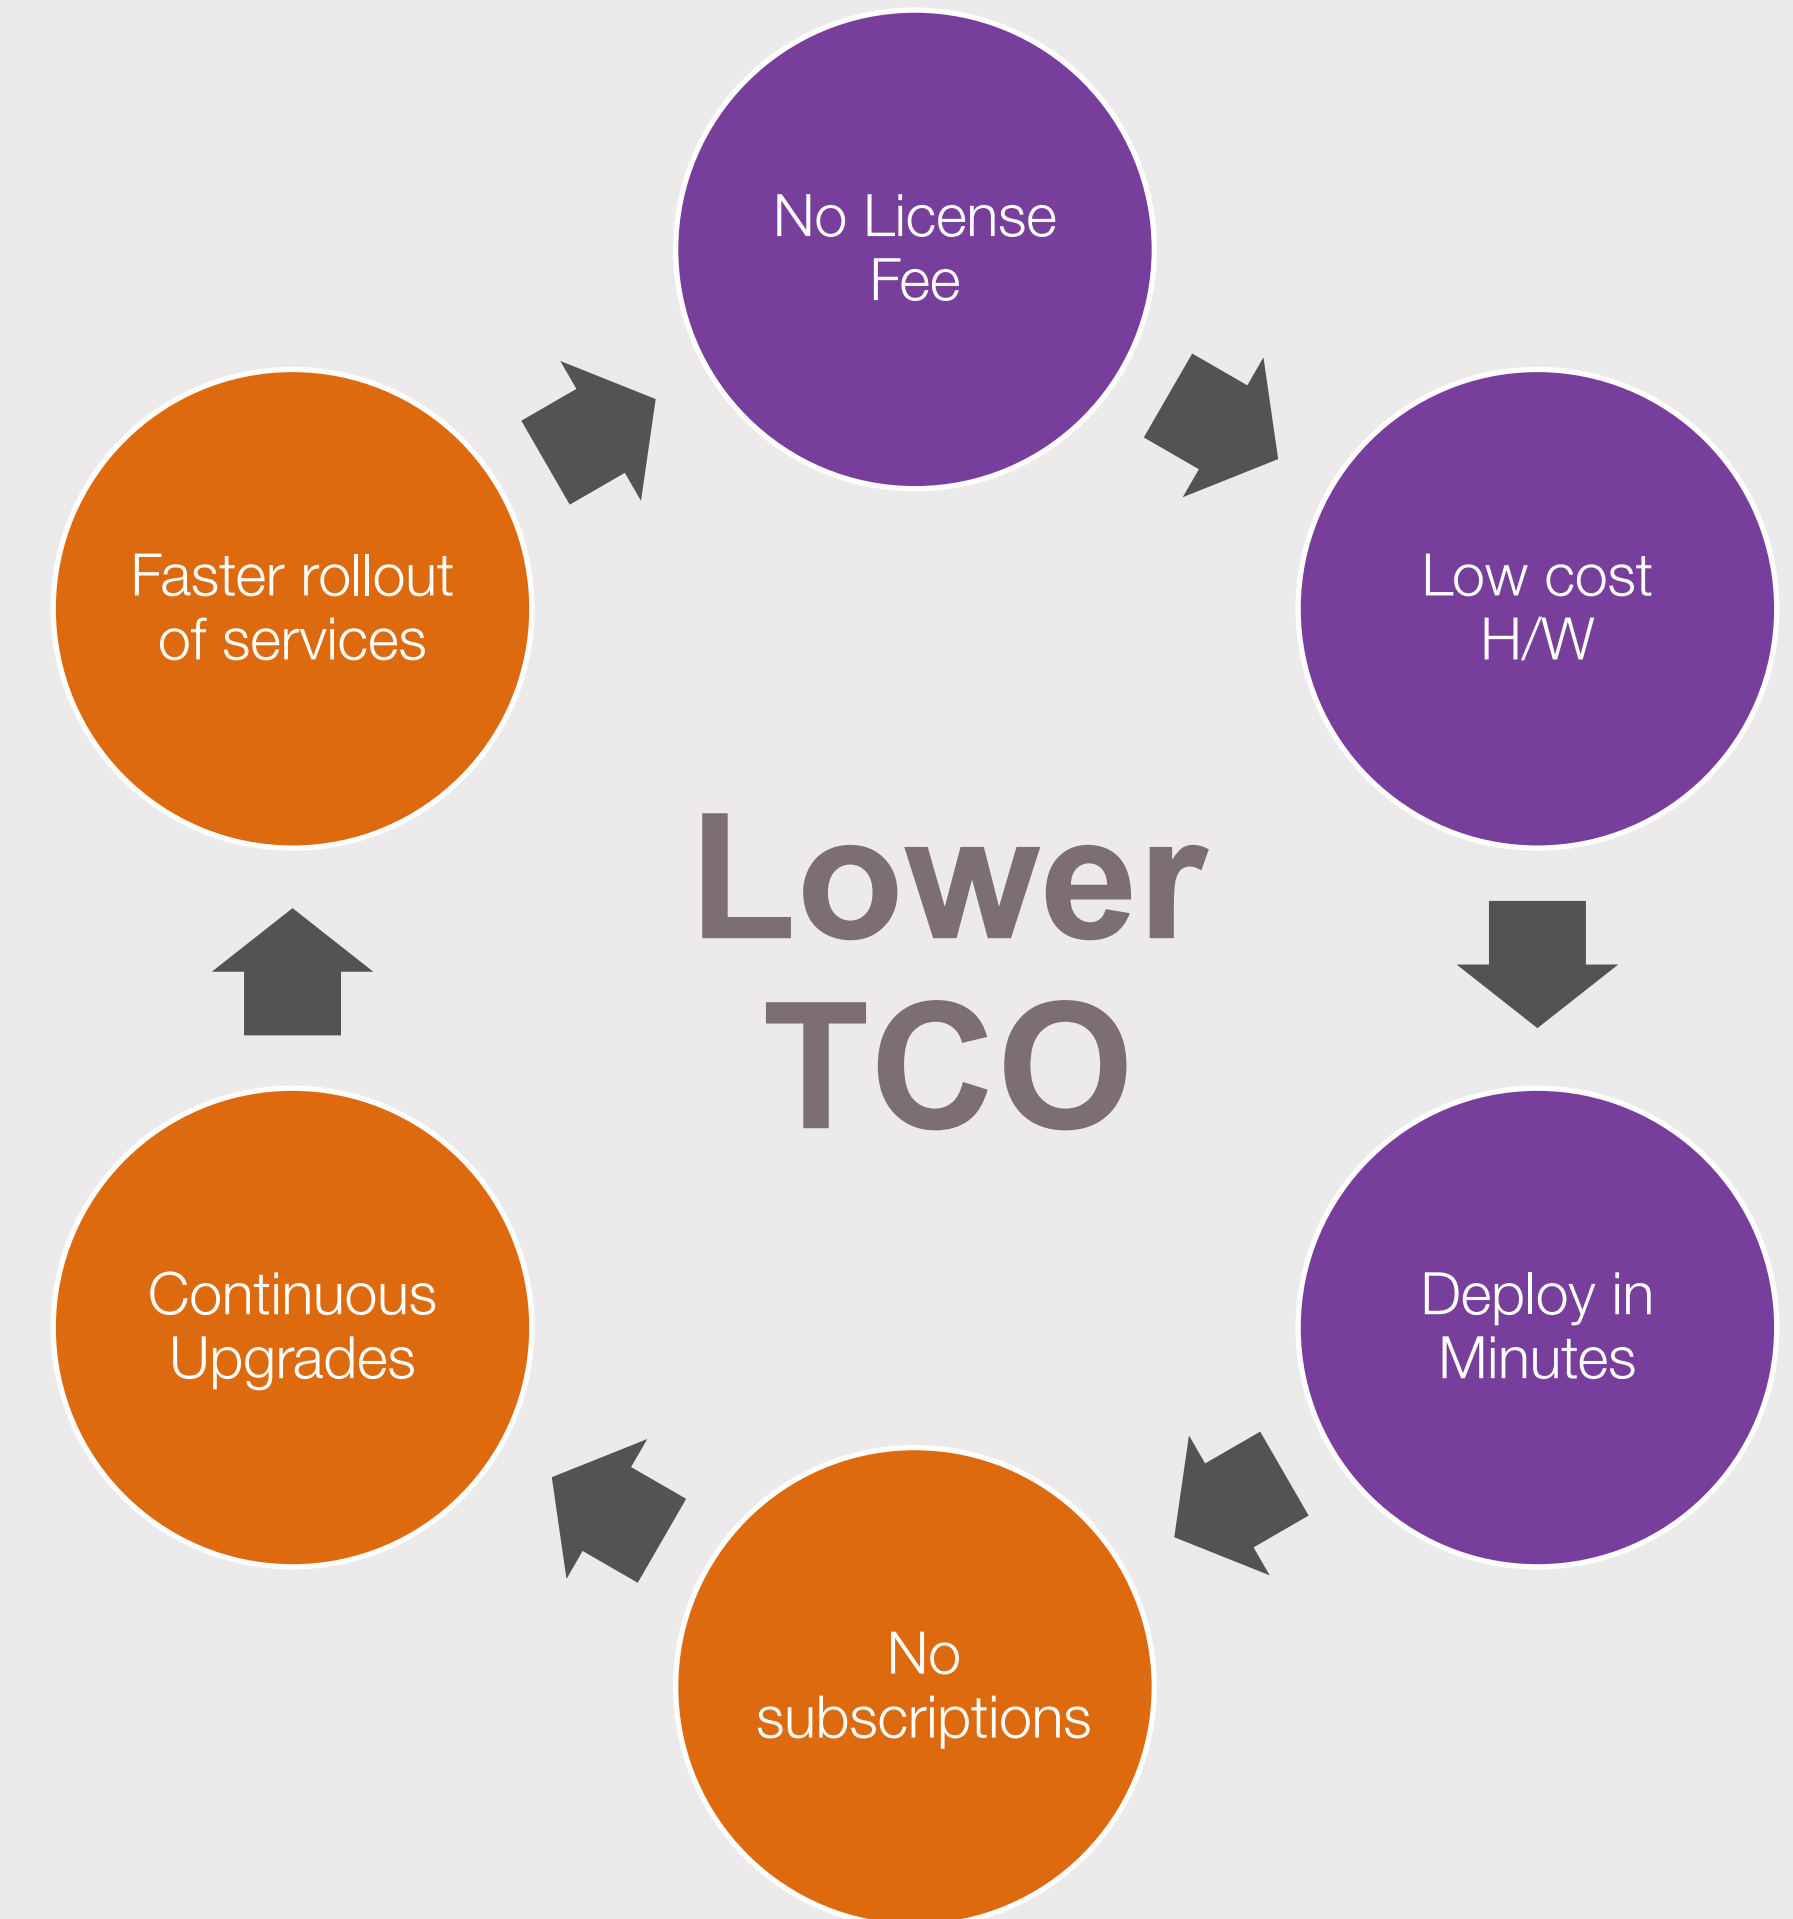 No License
Fee
Low cost
H/W
Deploy in
Minutes
No
subscriptions
Continuous
Upgrades
Faster rollout
of services
Lower
TCO